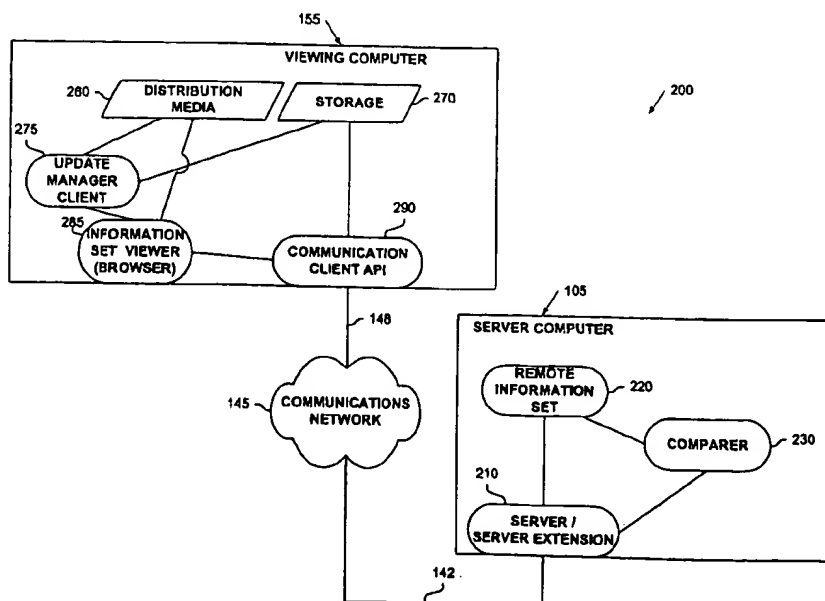 155
VIEWING COMPUTER
260
DISTRIBUTION
MEDIA
STORAGE
270
200
275
UPDATE
MANAGER
CLIENT
285
INFORMATION
SET VIEWER
(BROWSER)
290
COMMUNICATION
CLIENT API
148
105
SERVER COMPUTER
145
COMMUNICATIONS
NETWORK
REMOTE
INFORMATION
SET
220
COMPARER
230
210
SERVER /
SERVER EXTENSION
142